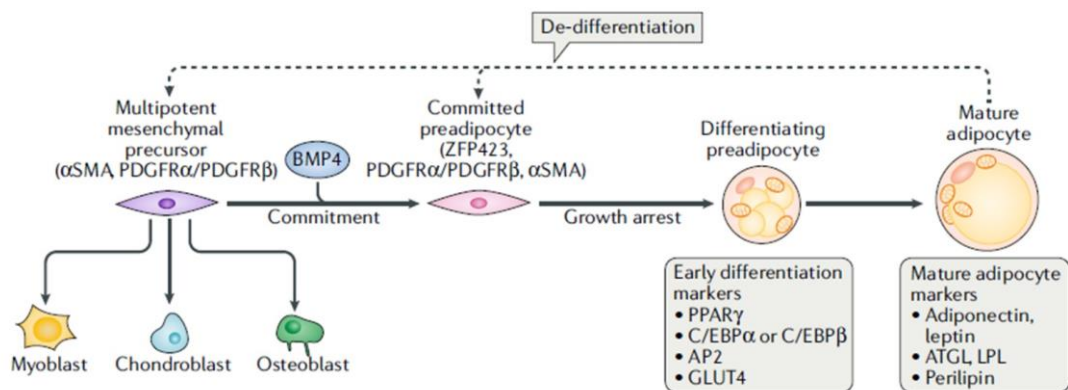 De-differentiation
Multipotent
mesenchymal
precursor
(αSMA, PDGFRα/PDGFRβ)
BMP4
Commitment
Committed
preadipocyte
(ZFP423,
PDGFRα/PDGFRβ, αSMA)
Growth arrest
Differentiating
preadipocyte
Mature
adipocyte
Myoblast
Chondroblast
Osteoblast
Early differentiation
markers
• PPARγ
• C/EBPα or C/EBPβ
• AP2
• GLUT4
Mature adipocyte
markers
• Adiponectin,
leptin
• ATGL, LPL
• Perilipin